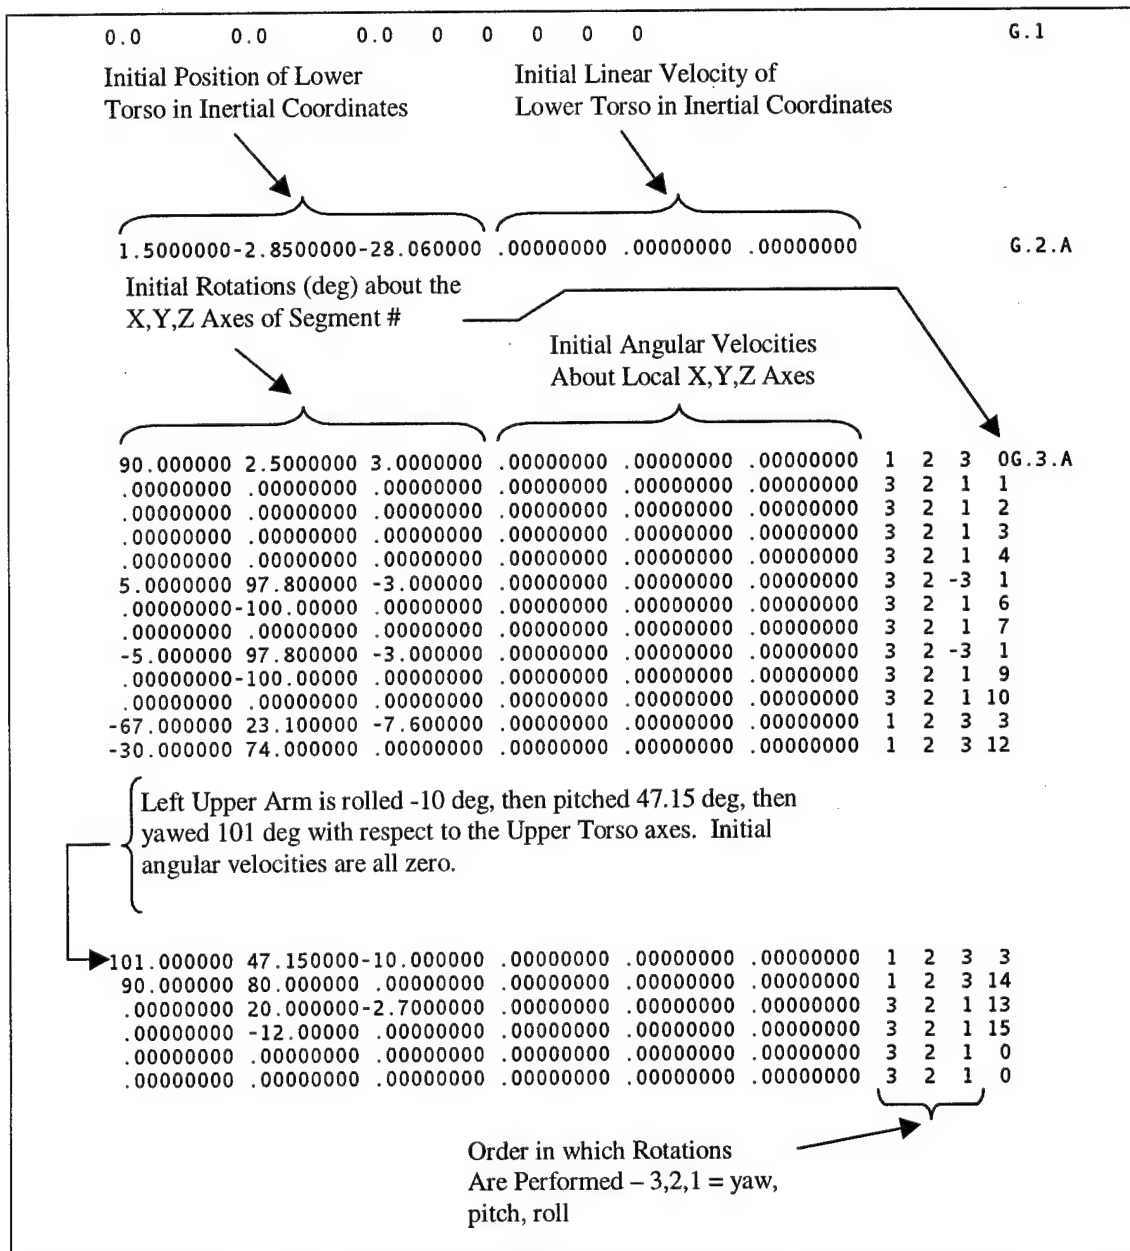 0.0 0.0 0.0 0 0 0 0 0 G.1
Initial Position of Lower
Torso in Inertial Coordinates
Initial Linear Velocity of
Lower Torso in Inertial Coordinates
1.5000000-2.8500000-28.060000 .00000000 .00000000 .00000000 G.2.A
Initial Rotations (deg) about the
X,Y,Z Axes of Segment #
Initial Angular Velocities
About Local X,Y,Z Axes
90.000000 2.5000000 3.0000000 .00000000 .00000000 .00000000 1 2 3 0G.3.A
.00000000 .00000000 .00000000 .00000000 .00000000 .00000000 3 2 1 1
.00000000 .00000000 .00000000 .00000000 .00000000 .00000000 3 2 1 2
.00000000 .00000000 .00000000 .00000000 .00000000 .00000000 3 2 1 3
.00000000 .00000000 .00000000 .00000000 .00000000 .00000000 3 2 1 4
5.0000000 97.800000 -3.000000 .00000000 .00000000 .00000000 3 2 -3 1
.00000000-100.00000 .00000000 .00000000 .00000000 .00000000 3 2 1 6
.00000000 .00000000 .00000000 .00000000 .00000000 .00000000 3 2 1 7
-5.000000 97.800000 -3.000000 .00000000 .00000000 .00000000 3 2 -3 1
.00000000-100.00000 .00000000 .00000000 .00000000 .00000000 3 2 1 9
.00000000 .00000000 .00000000 .00000000 .00000000 .00000000 3 2 1 10
-67.000000 23.100000 -7.600000 .00000000 .00000000 .00000000 1 2 3 3
-30.000000 74.000000 .00000000 .00000000 .00000000 .00000000 1 2 3 12
Left Upper Arm is rolled -10 deg, then pitched 47.15 deg, then
yawed 101 deg with respect to the Upper Torso axes. Initial
angular velocities are all zero.
101.000000 47.150000-10.000000 .00000000 .00000000 .00000000 1 2 3 3
90.000000 80.000000 .00000000 .00000000 .00000000 .00000000 1 2 3 14
.00000000 20.000000-2.7000000 .00000000 .00000000 .00000000 3 2 1 13
.00000000 -12.00000 .00000000 .00000000 .00000000 .00000000 3 2 1 15
.00000000 .00000000 .00000000 .00000000 .00000000 .00000000 3 2 1 0
.00000000 .00000000 .00000000 .00000000 .00000000 .00000000 3 2 1 0
Order in which Rotations
Are Performed – 3,2,1 = yaw,
pitch, roll